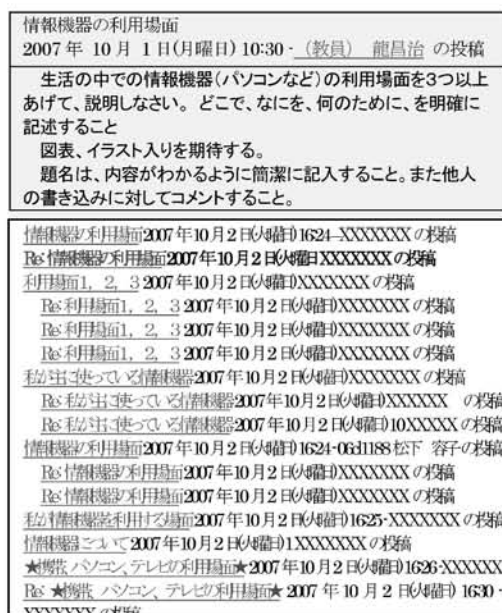 情報機器の利用場面
2007 年 10 月 1 日(月曜日) 10:30 - (教員) 龍昌治 の投稿
生活の中での情報機器(パソコンなど)の利用場面を3つ以上
あげて、説明しなさい。どこで、なにを、何のために、を明確に
記述すること
図表、イラスト入りを期待する。
題名は、内容がわかるように簡潔に記入すること。また他人
の書き込みに対してコメントすること。
情報機器の利用場面2007年10月2日(火曜日)1624-XXXXXXX の投稿
Re: 情報機器の利用場面2007年10月2日(火曜日XXXXXXX の投稿
利用場面1, 2, 3 2007年10月2日(火曜日)XXXXXXX の投稿
Re: 利用場面1, 2, 3 2007年10月2日(火曜日)XXXXXXX の投稿
Re: 利用場面1, 2, 3 2007年10月2日(火曜日)XXXXXXX の投稿
Re: 利用場面1, 2, 3 2007年10月2日(火曜日)XXXXXXX の投稿
私が主に使っている情報機器2007年10月2日(火曜日)XXXXXXX の投稿
Re: 私が主に使っている情報機器2007年10月2日(火曜日)XXXXXX の投稿
Re: 私が主に使っている情報機器2007年10月2日(火曜日)10XXXXX の投稿
情報機器の利用場面2007年10月2日(火曜日)1624-06d1188 松下 容子の投稿
Re: 情報機器の利用場面2007年10月2日(火曜日)XXXXXXX の投稿
Re: 情報機器の利用場面2007年10月2日(火曜日)XXXXXXX の投稿
私が情報機器を利用する場面2007年10月2日(火曜日)1625-XXXXXXX の投稿
情報機器について2007年10月2日(火曜日)1XXXXXXX の投稿
★携帯、パソコン、テレビの利用場面★2007年10月2日(火曜日)1626-XXXXXX
Re: ★携帯、パソコン、テレビの利用場面★ 2007 年 10 月 2 日(火曜日) 1630
XXXXXXX の投稿